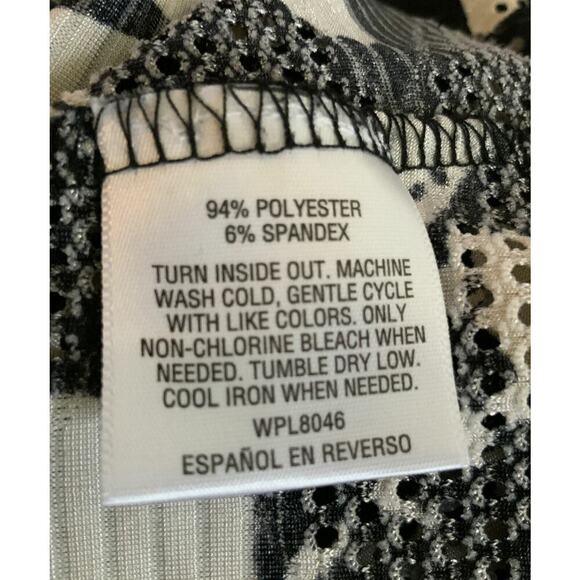 94% POLYESTER
6% SPANDEX
TURN INSIDE OUT. MACHINE
WASH COLD, GENTLE CYCLE
WITH LIKE COLORS. ONLY
NON-CHLORINE BLEACH WHEN
NEEDED. TUMBLE DRY LOW.
COOL IRON WHEN NEEDED.
WPL8046
ESPAÑOL EN REVERSO